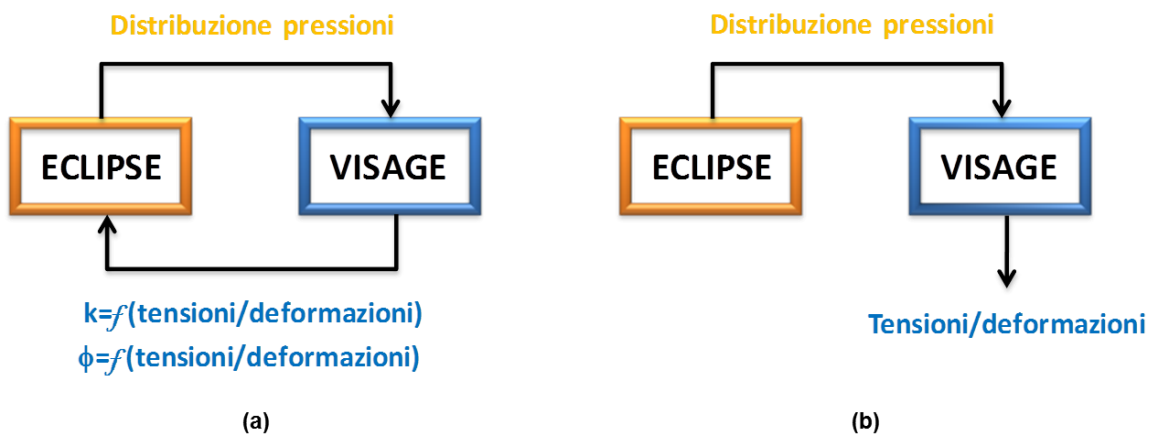 Distribuzione pressioni
ECLIPSE
VISAGE
k=f(tensioni/deformazioni)
ϕ=f(tensioni/deformazioni)
(a)
Distribuzione pressioni
ECLIPSE
VISAGE
Tensioni/deformazioni
(b)